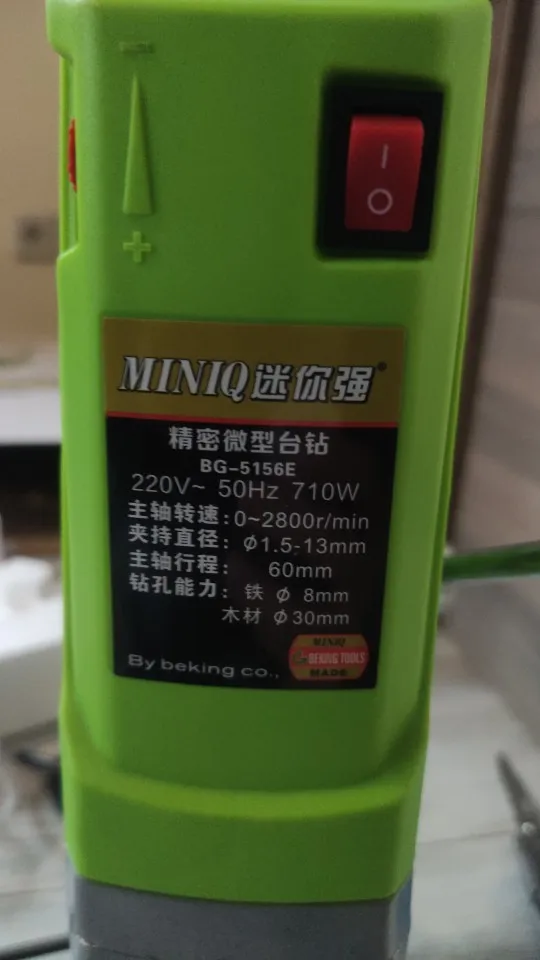 −
+
I
O
MINIQ迷你强®
精密微型台钻
BG-5156E
220V~ 50Hz 710W
主轴转速:0~2800r/min
夹持直径: Φ1.5-13mm
主轴行程: 60mm
钻孔能力: 铁 Φ 8mm
木材 Φ30mm
MINIQ
BEKING TOOLS
MADE
By beking co.,